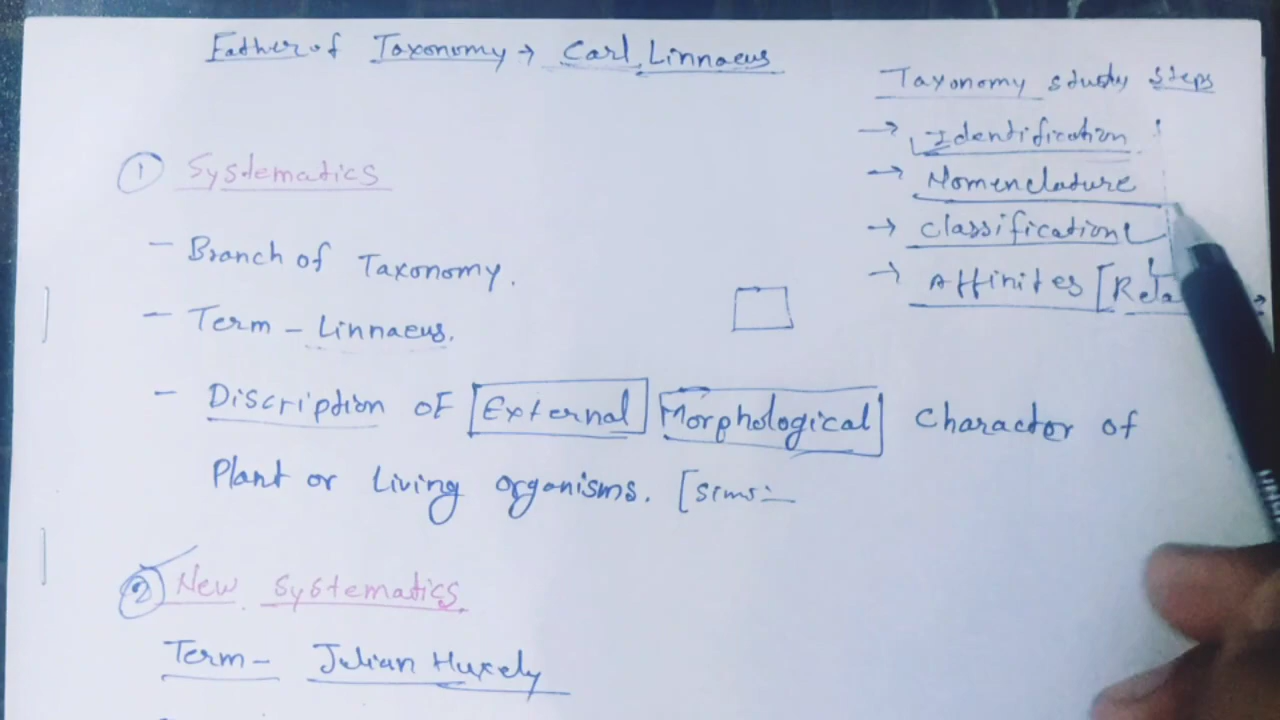 Father of Taxonomy → Carl Linnaeus
Taxonomy study steps
→ Identification
→ Nomenclature
→ Classification
→ Affinites [Rela
① Systematics
- Branch of Taxonomy.
- Term - Linnaeus.
- Discription of External Morphological Charactor of
Plant or Living organisms.
② New Systematics
Term - Julian Huxely